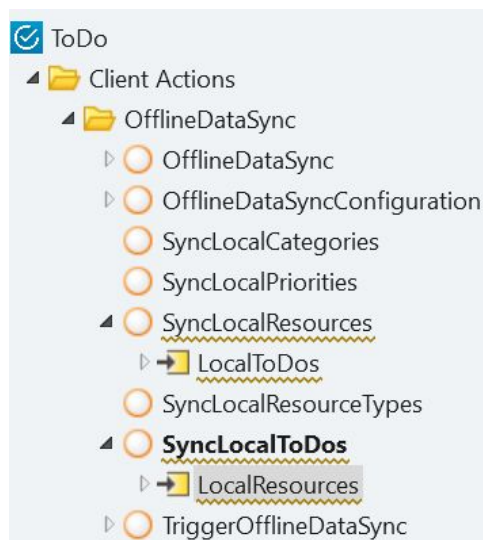 ToDo
Client Actions
OfflineDataSync
OfflineDataSync
OfflineDataSyncConfiguration
SyncLocalCategories
SyncLocalPriorities
SyncLocalResources
LocalToDos
SyncLocalResourceTypes
SyncLocalToDos
LocalResources
TriggerOfflineDataSync